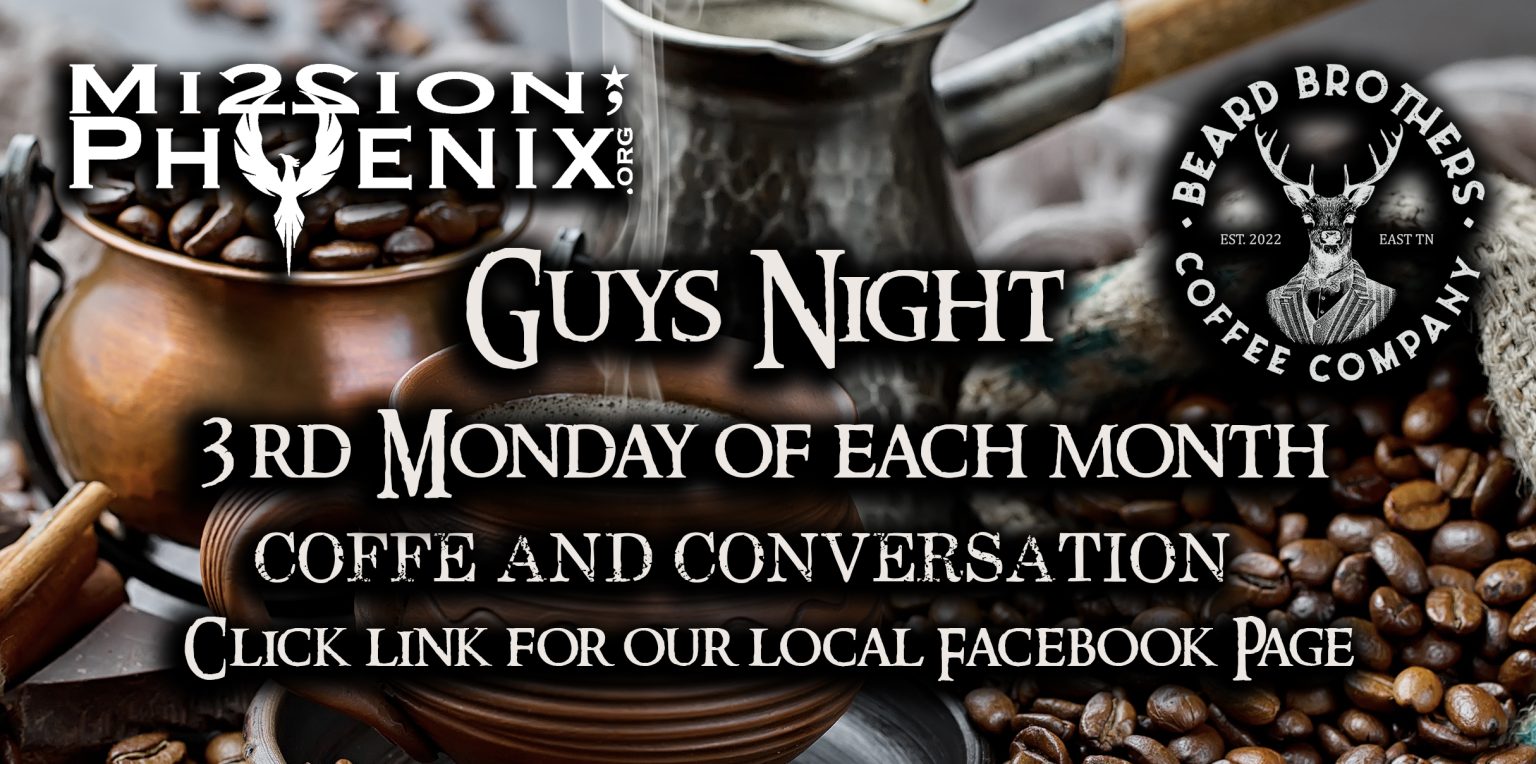 Mi22ion;
Phoenix.org
BEARD BROTHERS
EST. 2022 EAST TN
COFFEE COMPANY
Guys Night
3rd Monday of each month
COFFE AND CONVERSATION
Click link for our local Facebook Page